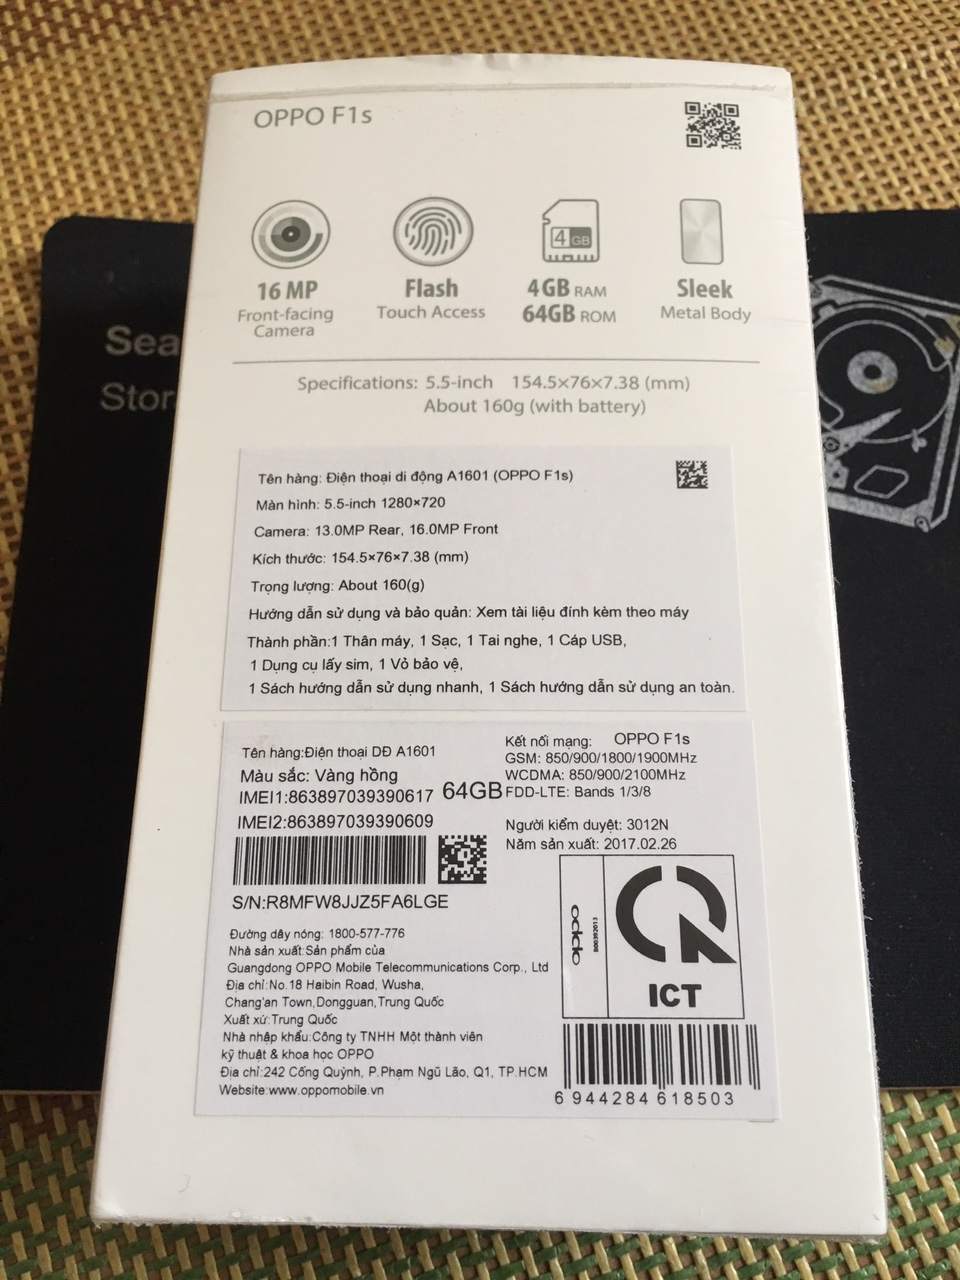 OPPO F1s
4 GB
16 MP
Front-facing
Camera
Flash
Touch Access
4GB RAM
64GB ROM
Sleek
Metal Body
Sea
Stor
Specifications: 5.5-inch 154.5×76×7.38 (mm)
About 160g (with battery)
Tên hàng: Điện thoại di động A1601 (OPPO F1s)
Màn hình: 5.5-inch 1280×720
Camera: 13.0MP Rear, 16.0MP Front
Kích thước: 154.5×76×7.38 (mm)
Trọng lượng: About 160(g)
Hướng dẫn sử dụng và bảo quản: Xem tài liệu đính kèm theo máy
Thành phần:1 Thân máy, 1 Sạc, 1 Tai nghe, 1 Cáp USB,
1 Dụng cụ lấy sim, 1 Vỏ bảo vệ,
1 Sách hướng dẫn sử dụng nhanh, 1 Sách hướng dẫn sử dụng an toàn.
Tên hàng:Điện thoại DĐ A1601
Màu sắc: Vàng hồng
IMEI1:863897039390617
64GB
IMEI2:863897039390609
S/N:R8MFW8JJZ5FA6LGE
Kết nối mạng: OPPO F1s
GSM: 850/900/1800/1900MHz
WCDMA: 850/900/2100MHz
FDD-LTE: Bands 1/3/8
Người kiểm duyệt: 3012N
Năm sản xuất: 2017.02.26
Đường dây nóng: 1800-577-776
Nhà sản xuất:Sản phẩm của
Guangdong OPPO Mobile Telecommunications Corp., Ltd
Địa chỉ:No.18 Haibin Road, Wusha,
Chang'an Town,Dongguan,Trung Quốc
Xuất xứ:Trung Quốc
Nhà nhập khẩu:Công ty TNHH Một thành viên
kỹ thuật & khoa học OPPO
Địa chỉ:242 Cống Quỳnh, P.Phạm Ngũ Lão, Q1, TP.HCM
Website:www.oppomobile.vn
oppo
ICT
6 944284 618503